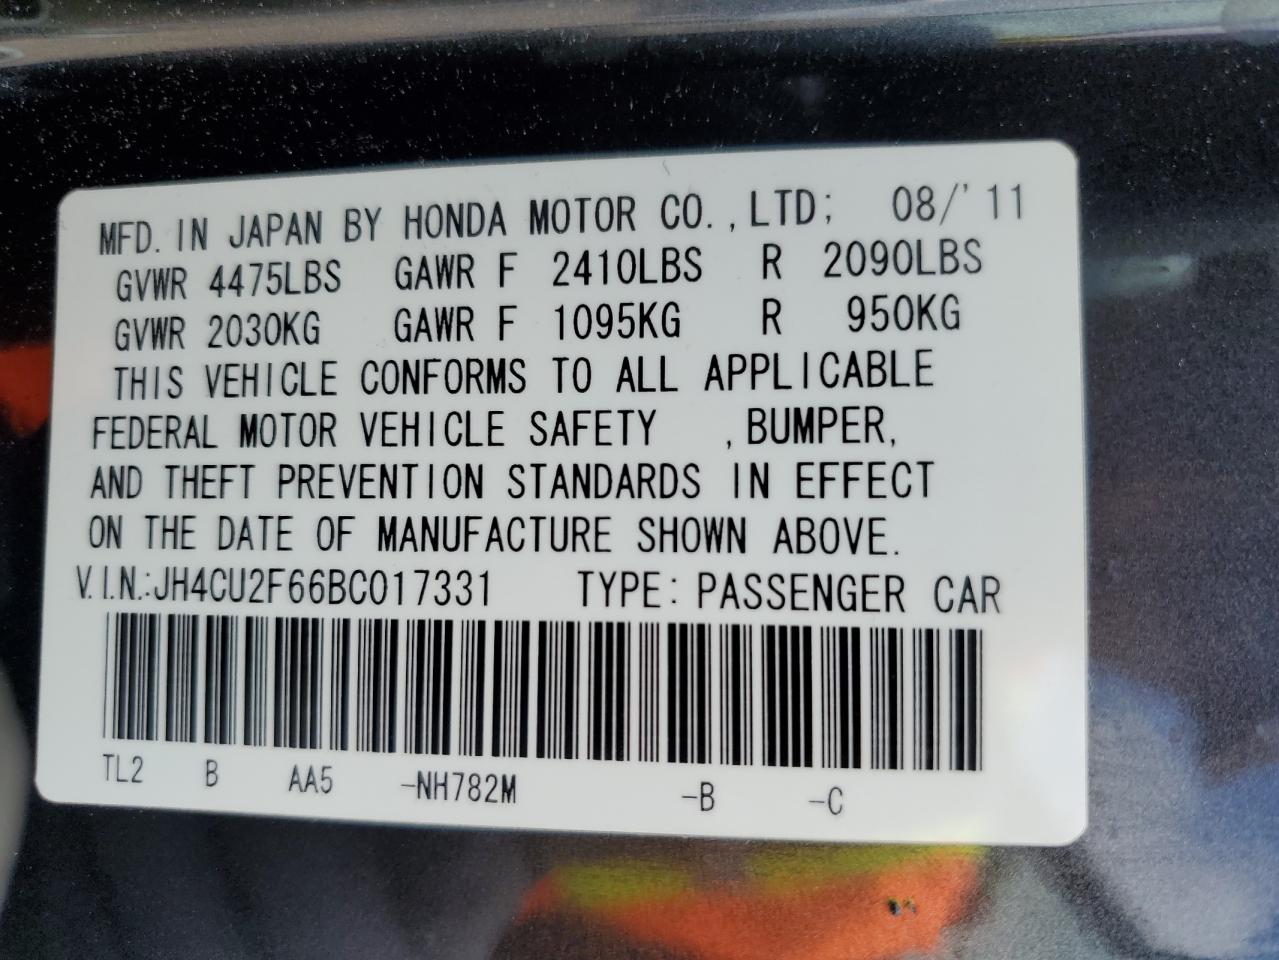 MFD. IN JAPAN BY HONDA MOTOR CO., LTD; 08/'11
GVWR 4475LBS GAWR F 2410LBS R 2090LBS
GVWR 2030KG GAWR F 1095KG R 950KG
THIS VEHICLE CONFORMS TO ALL APPLICABLE
FEDERAL MOTOR VEHICLE SAFETY , BUMPER,
AND THEFT PREVENTION STANDARDS IN EFFECT
ON THE DATE OF MANUFACTURE SHOWN ABOVE.
V.I.N.:JH4CU2F66BC017331 TYPE: PASSENGER CAR
TL2 B AA5 -NH782M -B -C